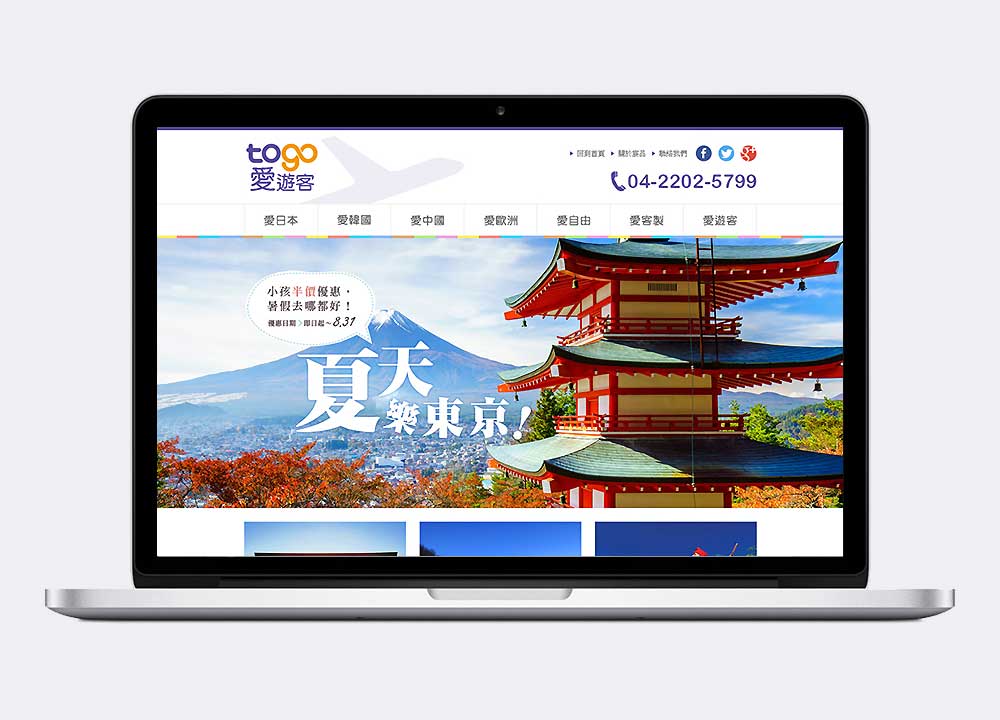 togo
愛遊客
回到首頁 關於宸品 聯絡我們
04-2202-5799
愛日本 愛韓國 愛中國 愛歐洲 愛自由 愛客製 愛遊客
小孩半價優惠，
暑假去哪都好！
優惠日期＞即日起～8,31
夏天
樂東京!